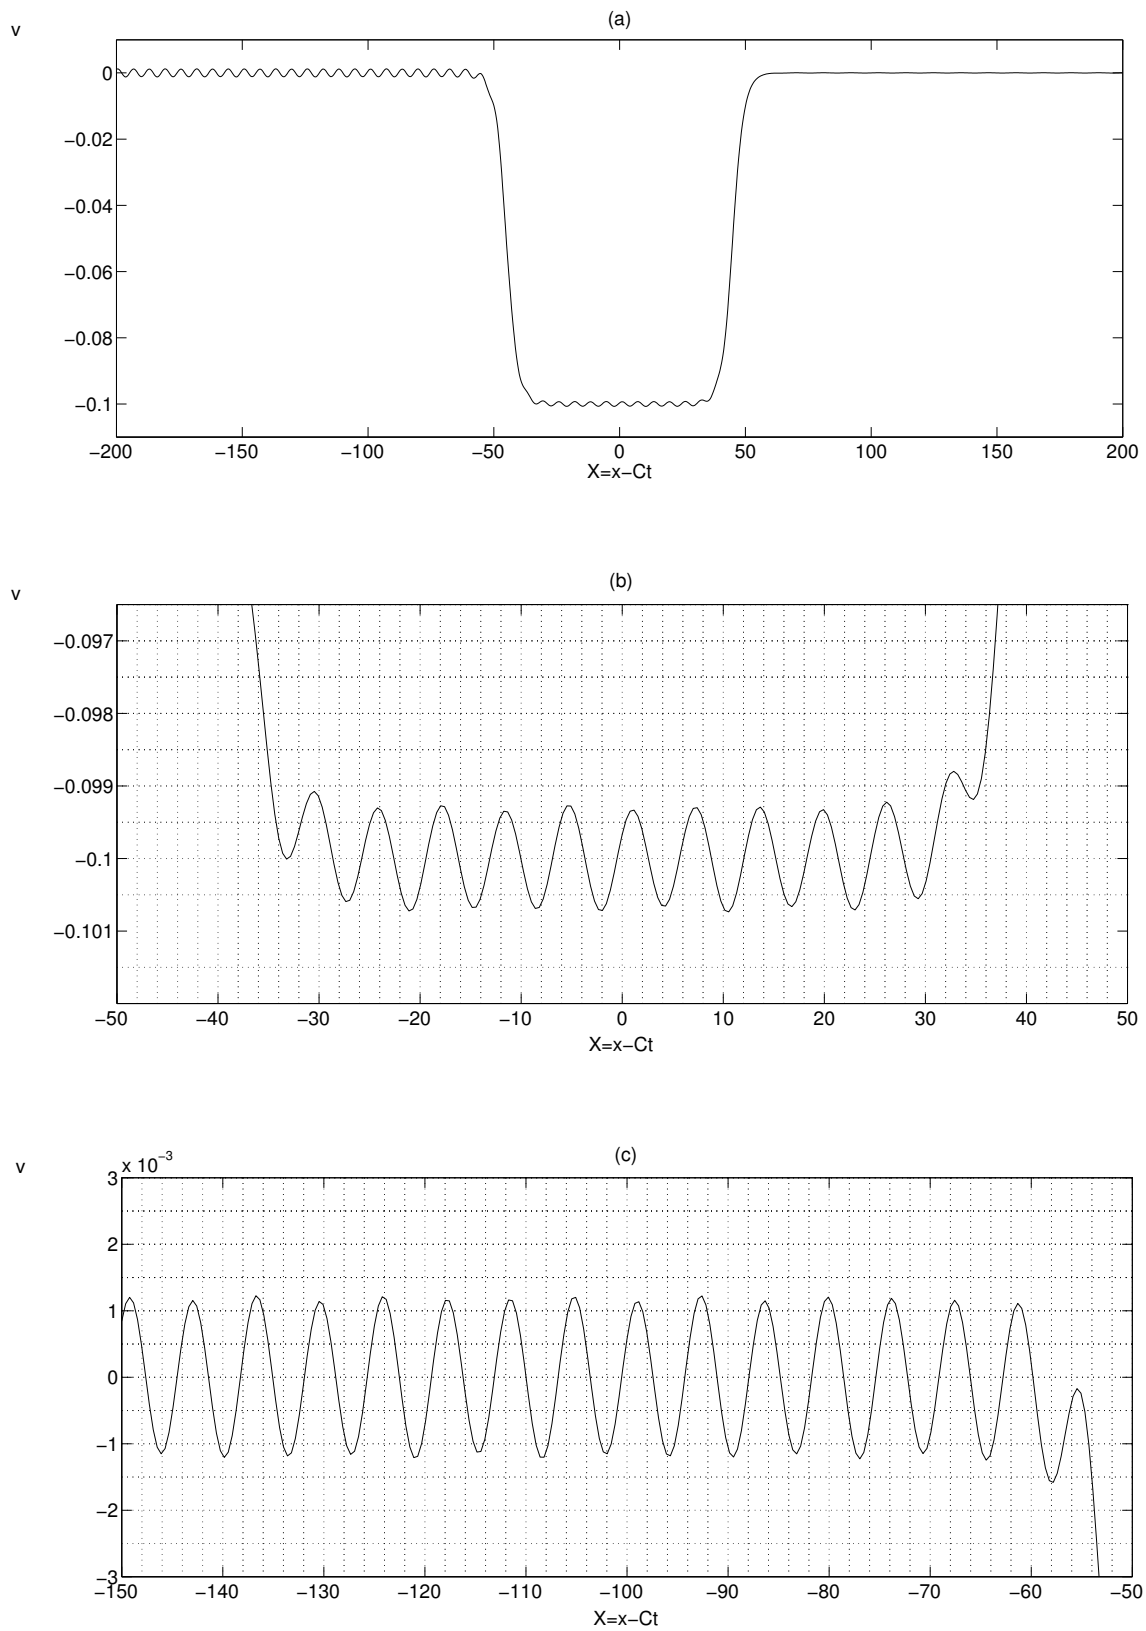 (a)
v
0
−0.02
−0.04
−0.06
−0.08
−0.1
−200 −150 −100 −50 0 50 100 150 200
X=x−Ct
(b)
v
−0.097
−0.098
−0.099
−0.1
−0.101
−50 −40 −30 −20 −10 0 10 20 30 40 50
X=x−Ct
(c)
v
x 10−3
3
2
1
0
−1
−2
−3
−150 −140 −130 −120 −110 −100 −90 −80 −70 −60 −50
X=x−Ct